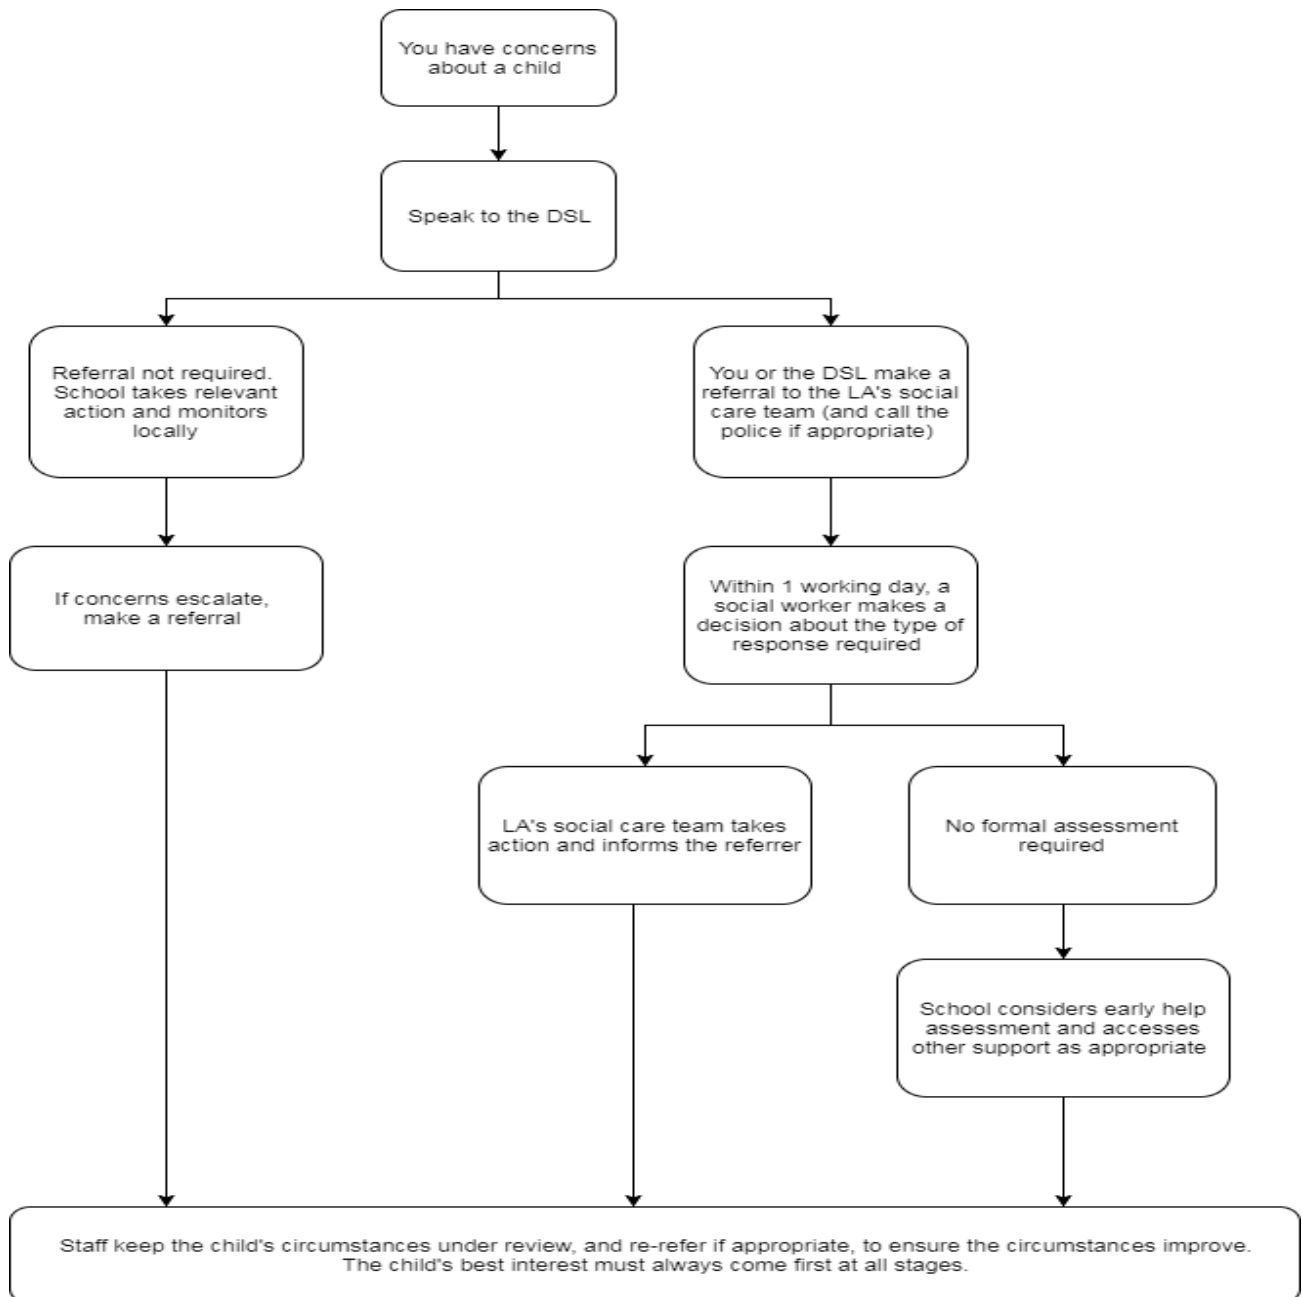 You have concerns
about a child
Speak to the DSL
Referral not required.
School takes relevant
action and monitors
locally
You or the DSL make a
referral to the LA's social
care team (and call the
police if appropriate)
If concerns escalate,
make a referral
Within 1 working day, a
social worker makes a
decision about the type of
response required
LA's social care team takes
action and informs the referrer
No formal assessment
required
School considers early help
assessment and accesses
other support as appropriate
Staff keep the child's circumstances under review, and re-refer if appropriate, to ensure the circumstances improve.
The child's best interest must always come first at all stages.